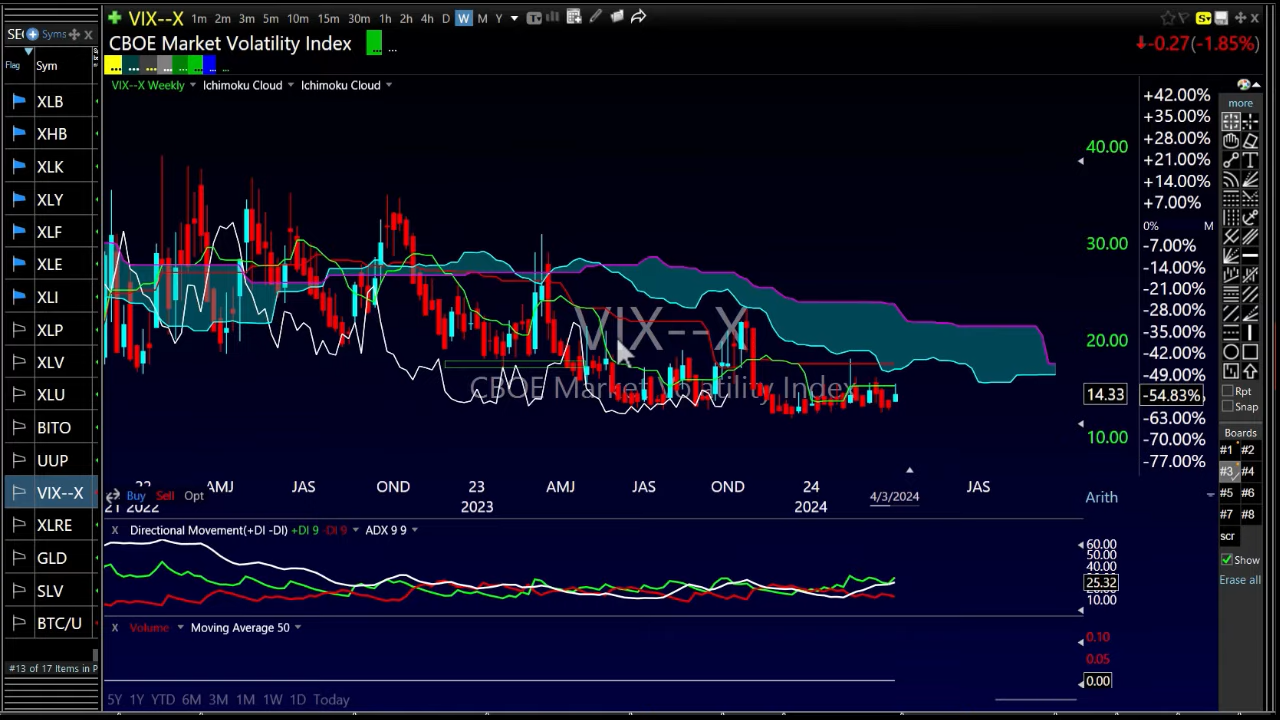 VIX--X 1m 2m 3m 5m 10m 15m 30m 1h 2h 4h D W M Y
SEC Syms
Flag Sym
CBOE Market Volatility Index ... -0.27(-1.85%)
VIX--X Weekly Ichimoku Cloud Ichimoku Cloud
XLB
XHB
XLK
XLY
XLF
XLE
XLI
XLP
XLV
XLU
BITO
UUP
VIX--X
XLRE
GLD
SLV
BTC/U
#13 of 17 Items in P
VIX--X
CBOE Market Volatility Index
40.00
30.00
20.00
14.33
10.00
+42.00%
+35.00%
+28.00%
+21.00%
+14.00%
+7.00%
0% M
-7.00%
-14.00%
-21.00%
-28.00%
-35.00%
-42.00%
-49.00%
-54.83%
-63.00%
-70.00%
-77.00%
more
Rpt
Snap
Boards
#1 #2
#3 #4
#5 #6
#7 #8
scr
Show
Erase all
22 AMJ JAS OND 23 AMJ JAS OND 24 JAS
Buy Sell Opt
21 2022 2023 2024 4/3/2024
Arith
Directional Movement(+DI -DI) +DI 9 -DI 9 ADX 9 9
60.00
50.00
40.00
25.32
10.00
Volume Moving Average 50
0.10
0.05
0.00
5Y 1Y YTD 6M 3M 1M 1W 1D Today